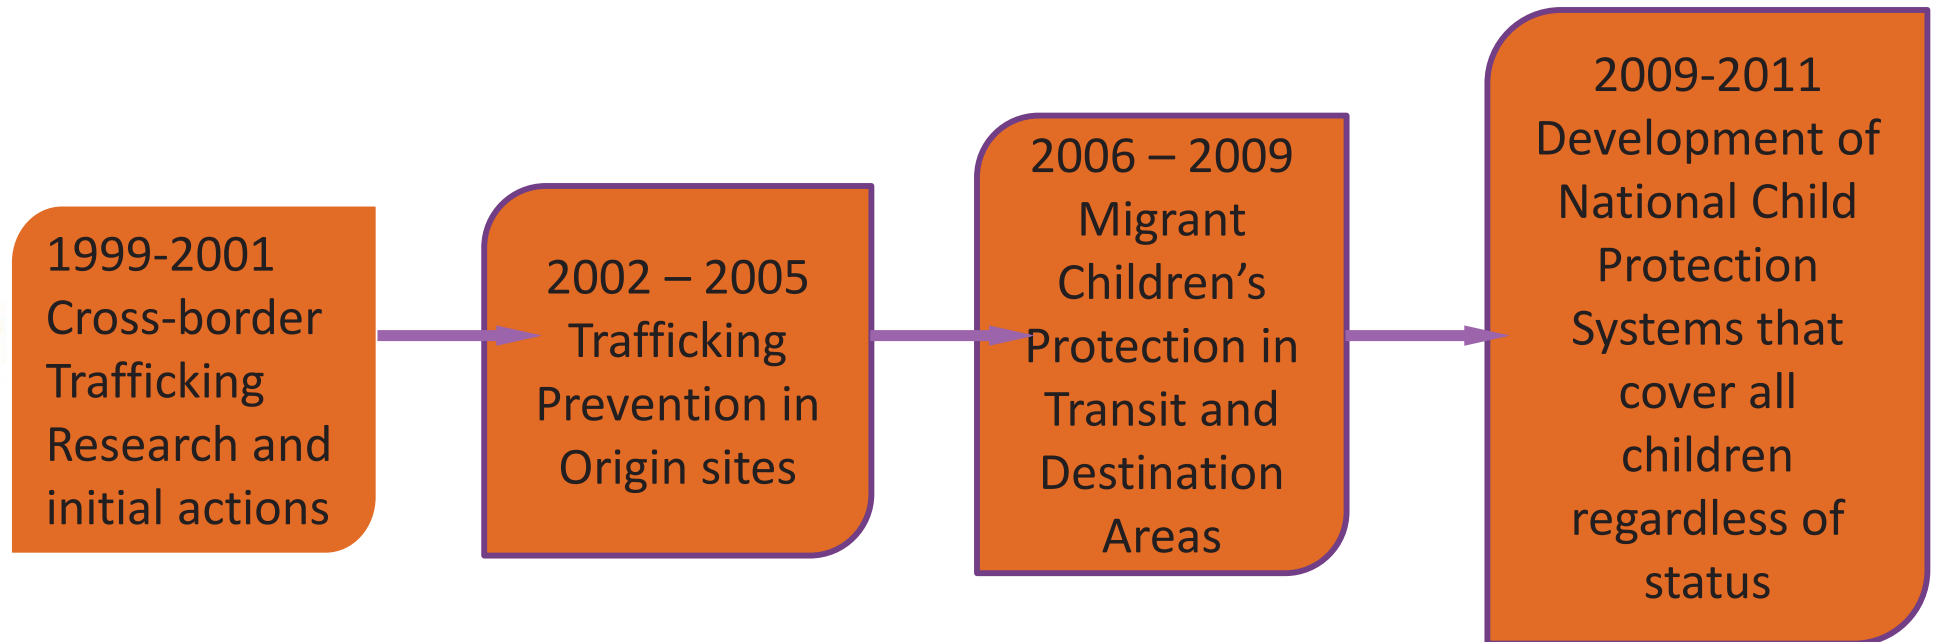 1999-2001
Cross-border
Trafficking
Research and
initial actions
2002 – 2005
Trafficking
Prevention in
Origin sites
2006 – 2009
Migrant
Children’s
Protection in
Transit and
Destination
Areas
2009-2011
Development of
National Child
Protection
Systems that
cover all
children
regardless of
status